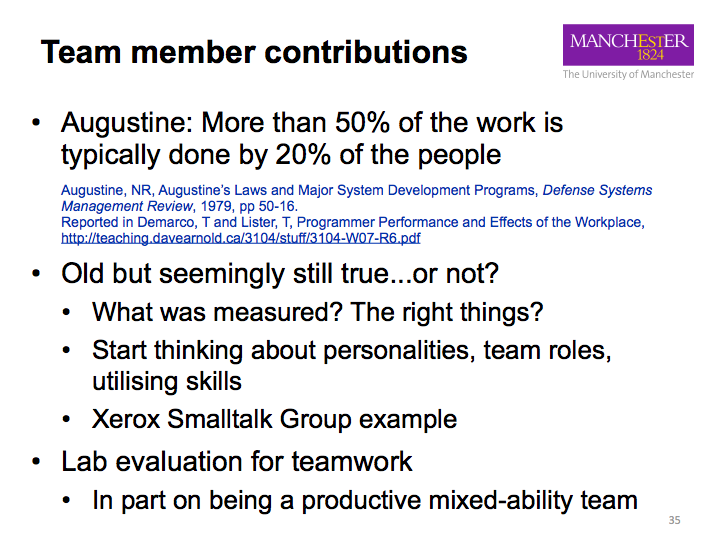 Team member contributions
MANCHESTER
1824
The University of Manchester
• Augustine: More than 50% of the work is
typically done by 20% of the people
Augustine, NR, Augustine's Laws and Major System Development Programs, Defense Systems
Management Review, 1979, pp 50-16.
Reported in Demarco, T and Lister, T, Programmer Performance and Effects of the Workplace,
http://teaching.davearnold.ca/3104/stuff/3104-W07-R6.pdf
• Old but seemingly still true...or not?
• What was measured? The right things?
• Start thinking about personalities, team roles,
utilising skills
• Xerox Smalltalk Group example
• Lab evaluation for teamwork
• In part on being a productive mixed-ability team
35